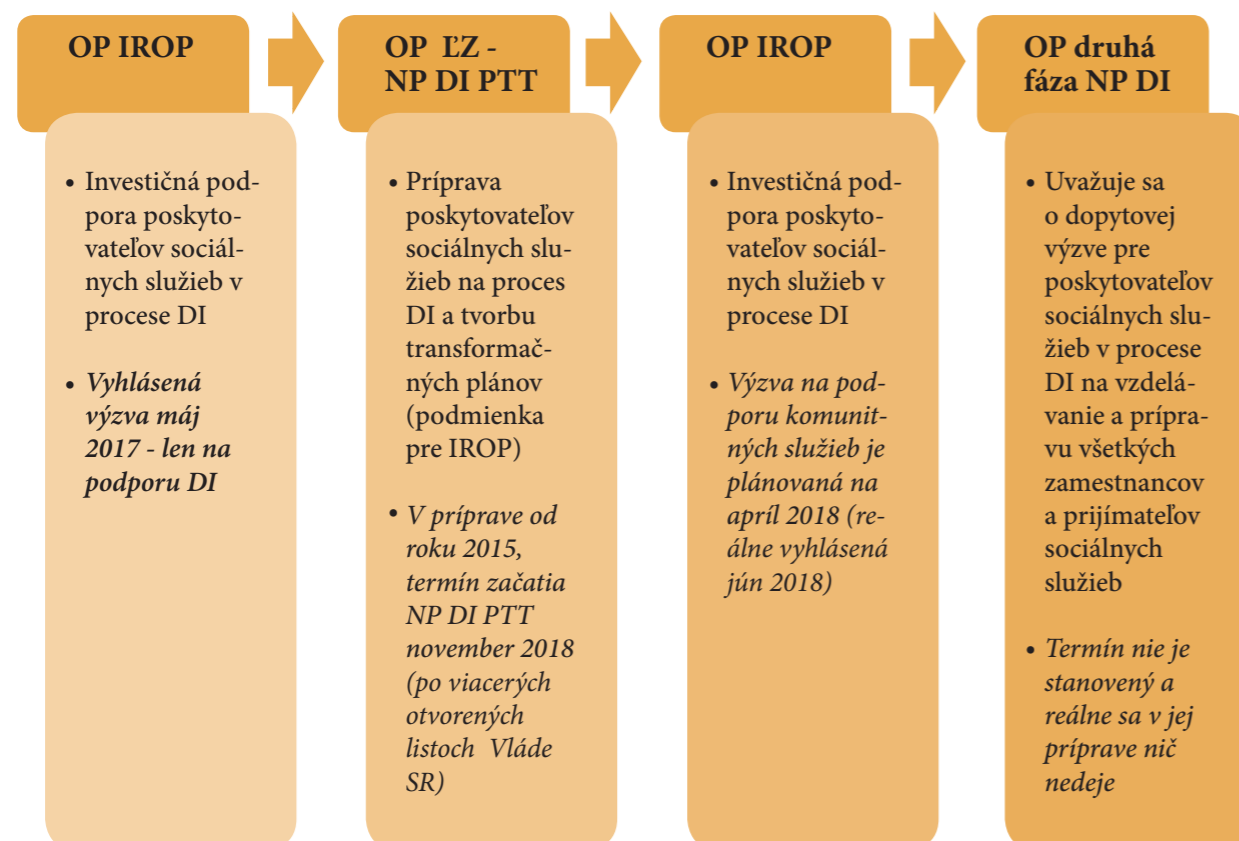 OP IROP
Investičná pod-
pora poskyto-
vateľov sociál-
nych služieb v
procese DI
Vyhlásená
výzva máj
2017 - len na
podporu DI
OP ĽZ -
NP DI PTT
Príprava
poskytovateľov
sociálnych slu-
žieb na proces
DI a tvorbu
transformač-
ných plánov
(podmienka
pre IROP)
V príprave od
roku 2015,
termín začatia
NP DI PTT
november 2018
(po viacerých
otvorených
listoch Vláde
SR)
OP IROP
Investičná pod-
pora poskyto-
vateľov sociál-
nych služieb v
procese DI
Výzva na pod-
poru komunit-
ných služieb je
plánovaná na
apríl 2018 (re-
álne vyhlásená
jún 2018)
OP druhá
fáza NP DI
Uvažuje sa
o dopytovej
výzve pre
poskytovateľov
sociálnych slu-
žieb v procese
DI na vzdelá-
vanie a prípra-
vu všetkých
zamestnancov
a prijímateľov
sociálnych
služieb
Termín nie je
stanovený a
reálne sa v jej
príprave nič
nedeje